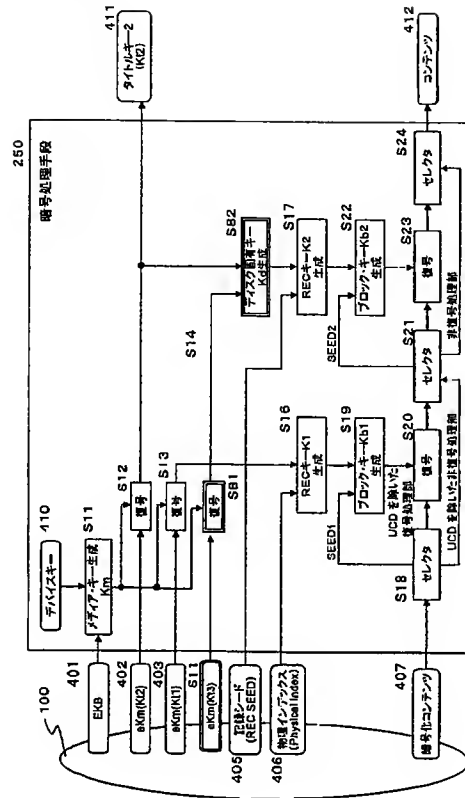 250
暗号処理手段
100
410
デバイスキー
401
EKB
S11
メディア・キー生成
Km
402
eKm(Kt2)
S12
復号
411
タイトルキー2
(Kt2)
403
eKm(Kt1)
S13
復号
eKm(Kt3)
SB1
復号
S14
SB2
ディスク固有キー
Kd生成
405
記録シード
(REC SEED)
S16
RECキーK1
生成
S17
RECキーK2
生成
406
物理インデックス
(Physical Index)
S19
ブロック・キーKb1
生成
S22
ブロック・キーKb2
生成
SEED1
SEED2
UCDを除いた
復号処理部
407
暗号化コンテンツ
S18
セレクタ
S20
復号
S21
セレクタ
S23
復号
S24
セレクタ
412
コンテンツ
UCDを除いた非復号処理部
非復号処理部